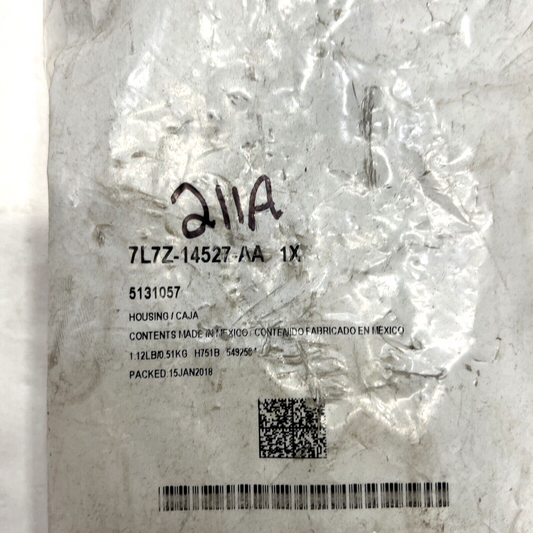 211A
7L7Z-14527-AA 1X
5131057
HOUSING / CAJA
CONTENTS MADE IN MEXICO / CONTENIDO FABRICADO EN MEXICO
1.12LB/0.51KG H751B
PACKED:15JAN2018